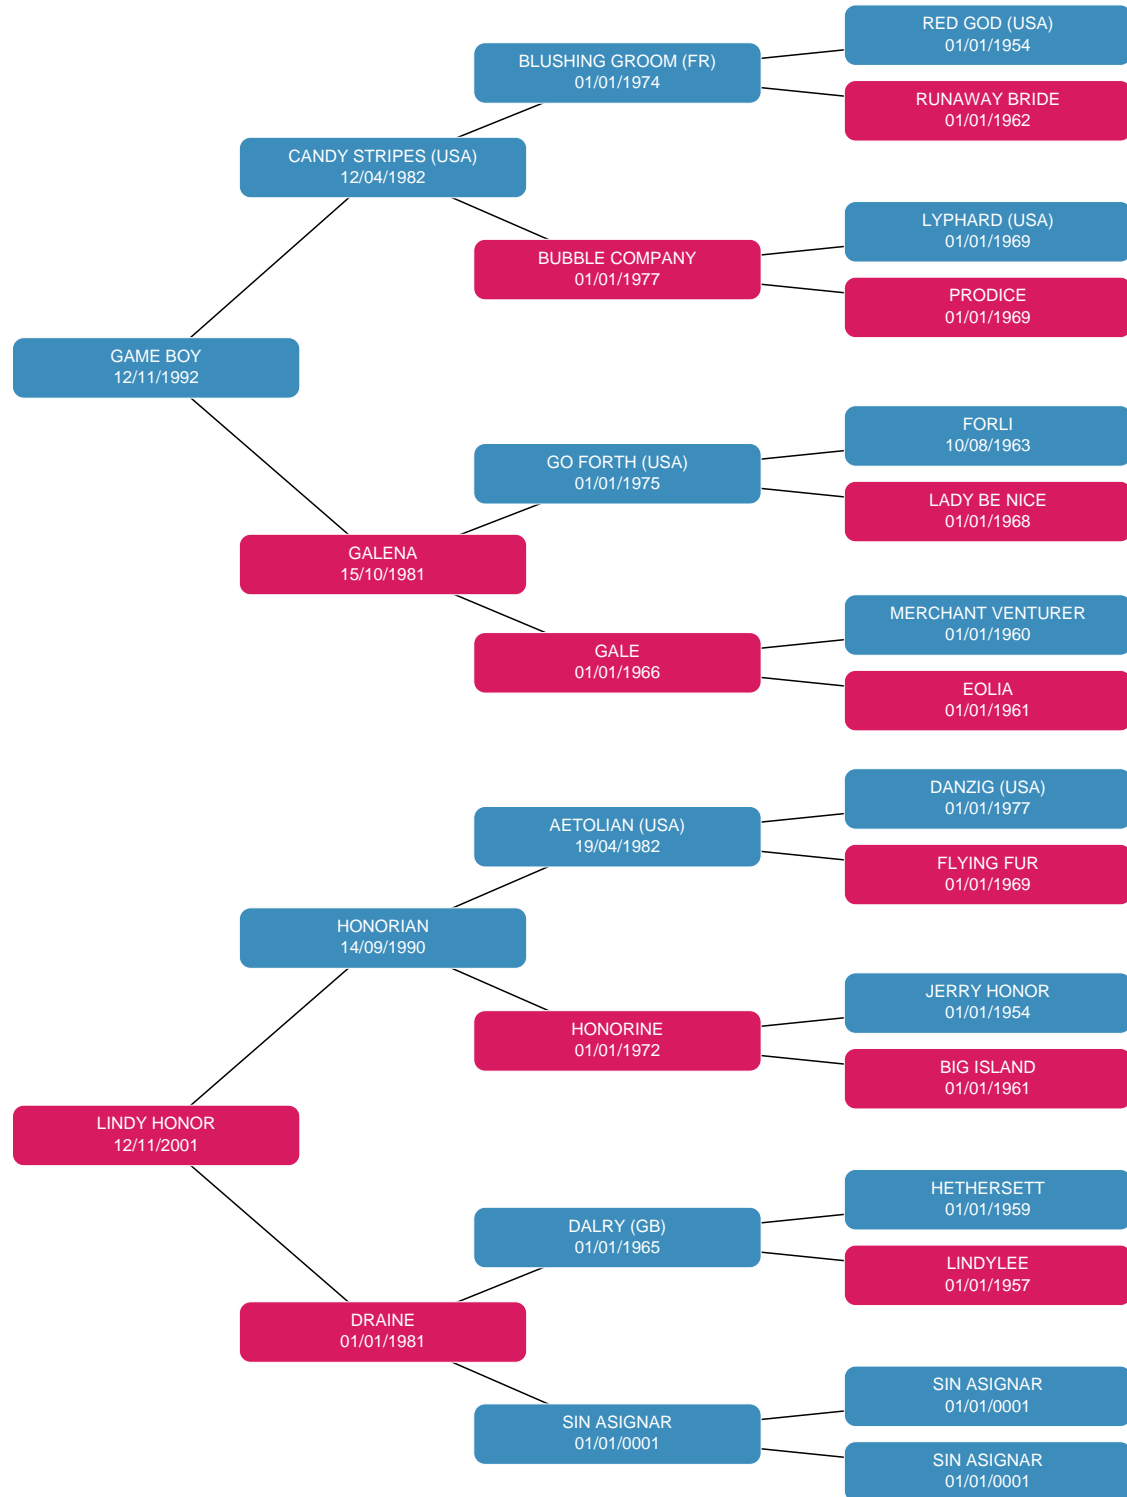 RED GOD (USA)
01/01/1954
BLUSHING GROOM (FR)
01/01/1974
RUNAWAY BRIDE
01/01/1962
CANDY STRIPES (USA)
12/04/1982
LYPHARD (USA)
01/01/1969
BUBBLE COMPANY
01/01/1977
PRODICE
01/01/1969
GAME BOY
12/11/1992
FORLI
10/08/1963
GO FORTH (USA)
01/01/1975
LADY BE NICE
01/01/1968
GALENA
15/10/1981
MERCHANT VENTURER
01/01/1960
GALE
01/01/1966
EOLIA
01/01/1961
DANZIG (USA)
01/01/1977
AETOLIAN (USA)
19/04/1982
FLYING FUR
01/01/1969
HONORIAN
14/09/1990
JERRY HONOR
01/01/1954
HONORINE
01/01/1972
BIG ISLAND
01/01/1961
LINDY HONOR
12/11/2001
HETHERSETT
01/01/1959
DALRY (GB)
01/01/1965
LINDYLEE
01/01/1957
DRAINE
01/01/1981
SIN ASIGNAR
01/01/0001
SIN ASIGNAR
01/01/0001
SIN ASIGNAR
01/01/0001